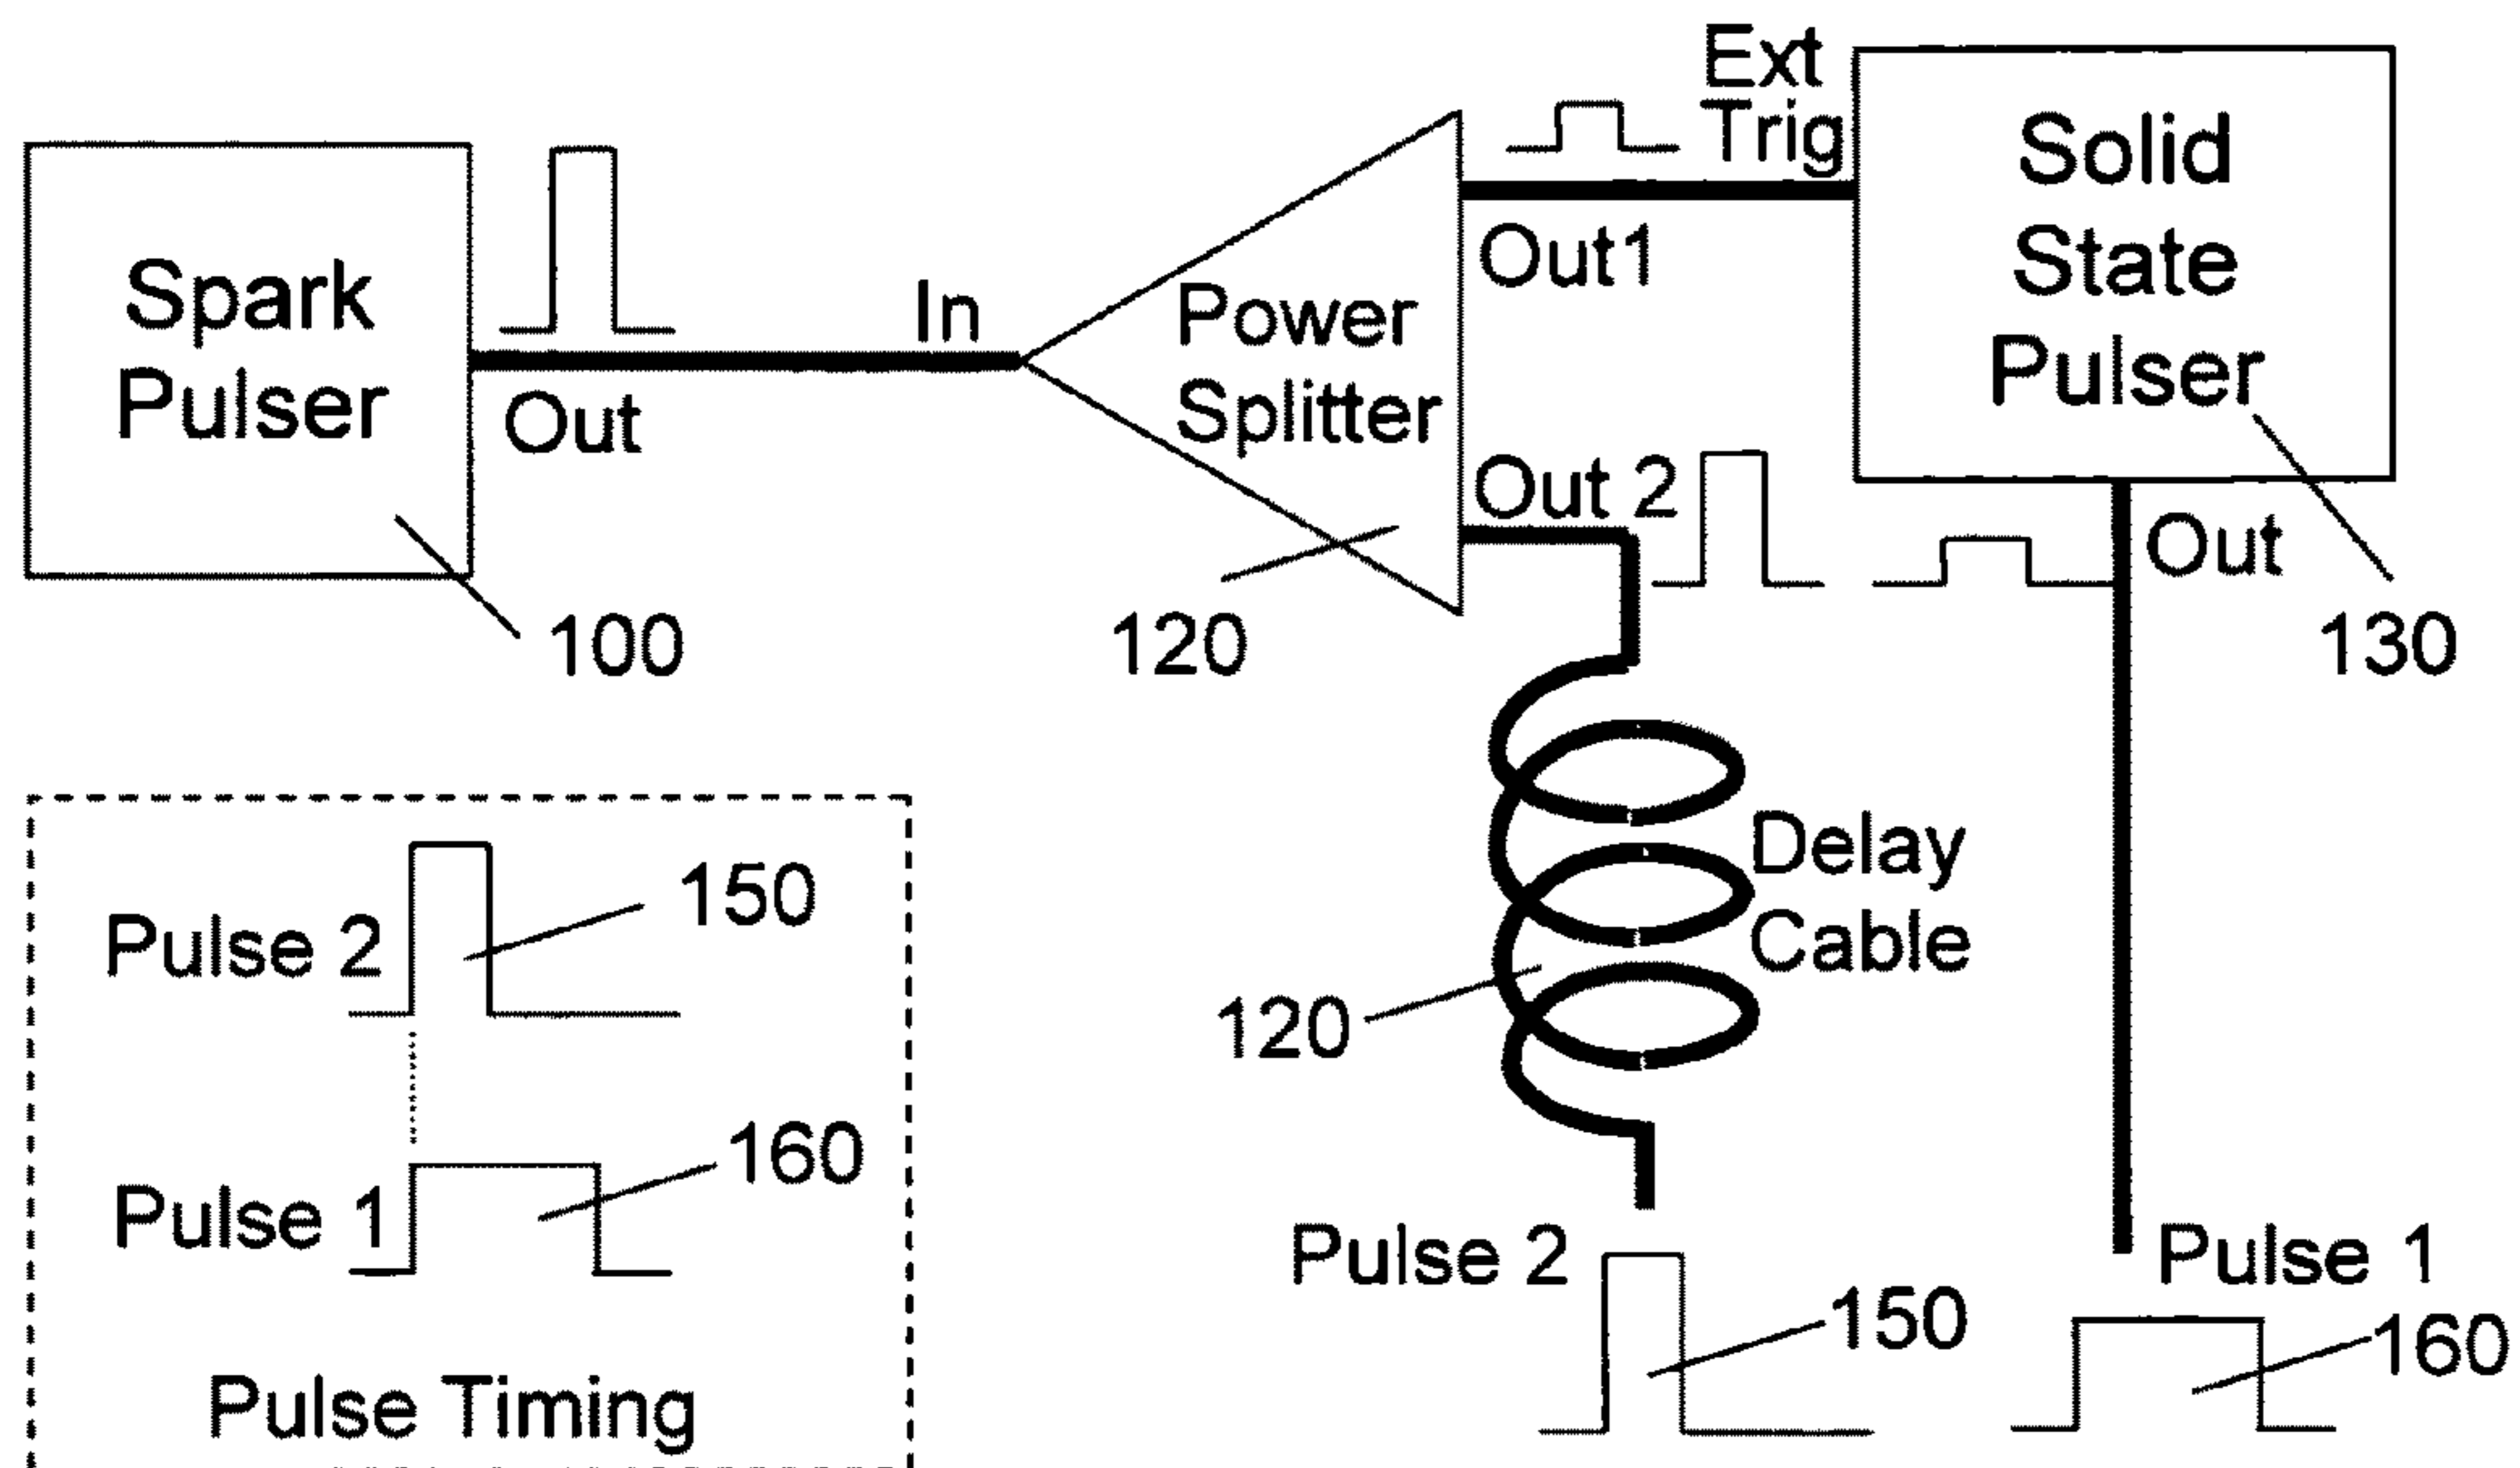 Spark
Pulser
Out
100
In
Power
Splitter
120
Out1
Out 2
Ext
Trig
Solid
State
Pulser
Out
130
Delay
Cable
120
Pulse 2
150
Pulse 1
160
Pulse 2
150
Pulse 1
160
Pulse Timing